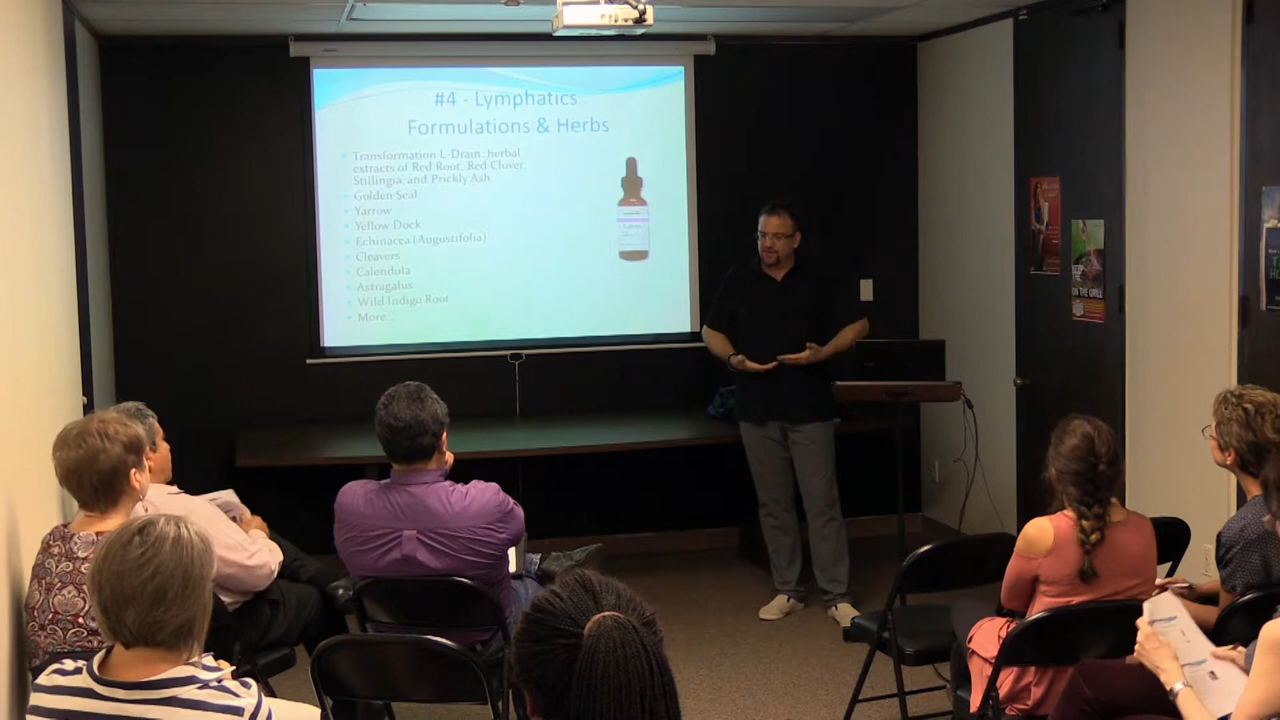 #4 - Lymphatics
Formulations & Herbs
Transformation L-Drain: herbal
extracts of Red Root, Red Clover,
Stillingia, and Prickly Ash
Golden Seal
Yarrow
Yellow Dock
Echinacea (Augustifolia)
Cleavers
Calendula
Astragalus
Wild Indigo Root
More...
ON THE GRILL